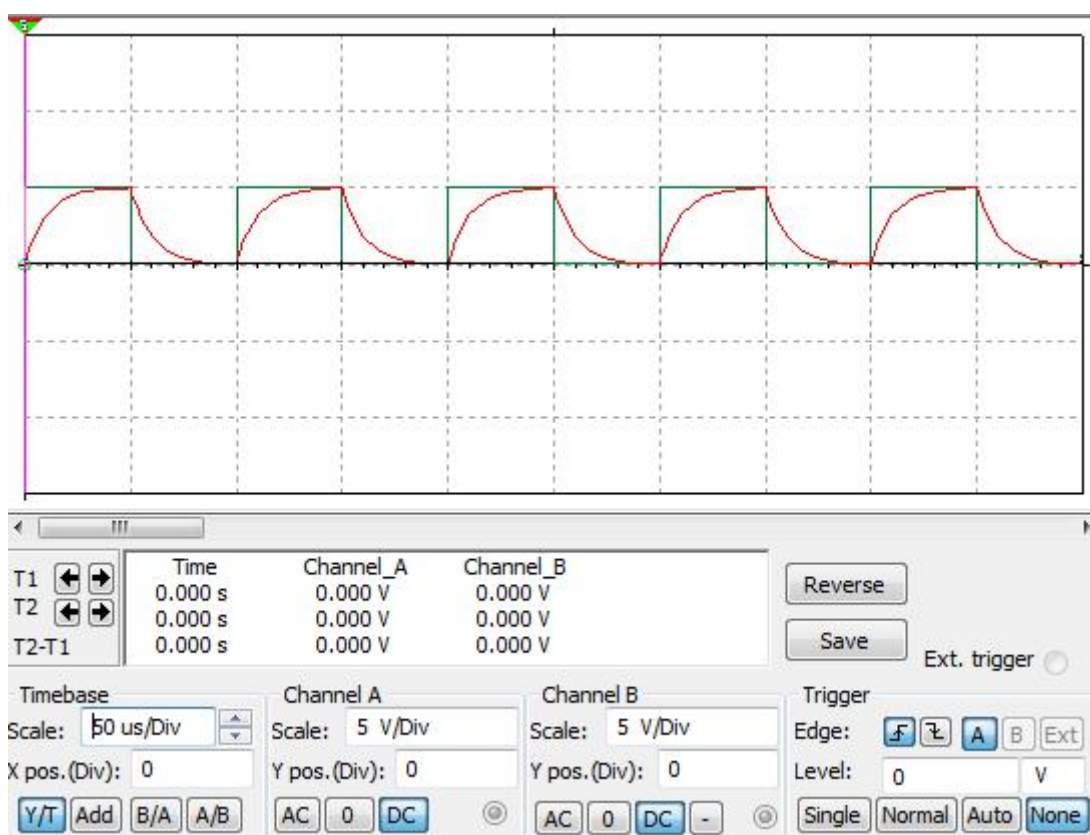 Time Channel_A Channel_B
T1 0.000 s 0.000 V 0.000 V
T2 0.000 s 0.000 V 0.000 V
T2-T1 0.000 s 0.000 V 0.000 V
Reverse
Save
Ext. trigger
Timebase
Scale: 50 us/Div
X pos.(Div): 0
Y/T Add B/A A/B
Channel A
Scale: 5 V/Div
Y pos.(Div): 0
AC 0 DC
Channel B
Scale: 5 V/Div
Y pos.(Div): 0
AC 0 DC -
Trigger
Edge: A B Ext
Level: 0 V
Single Normal Auto None